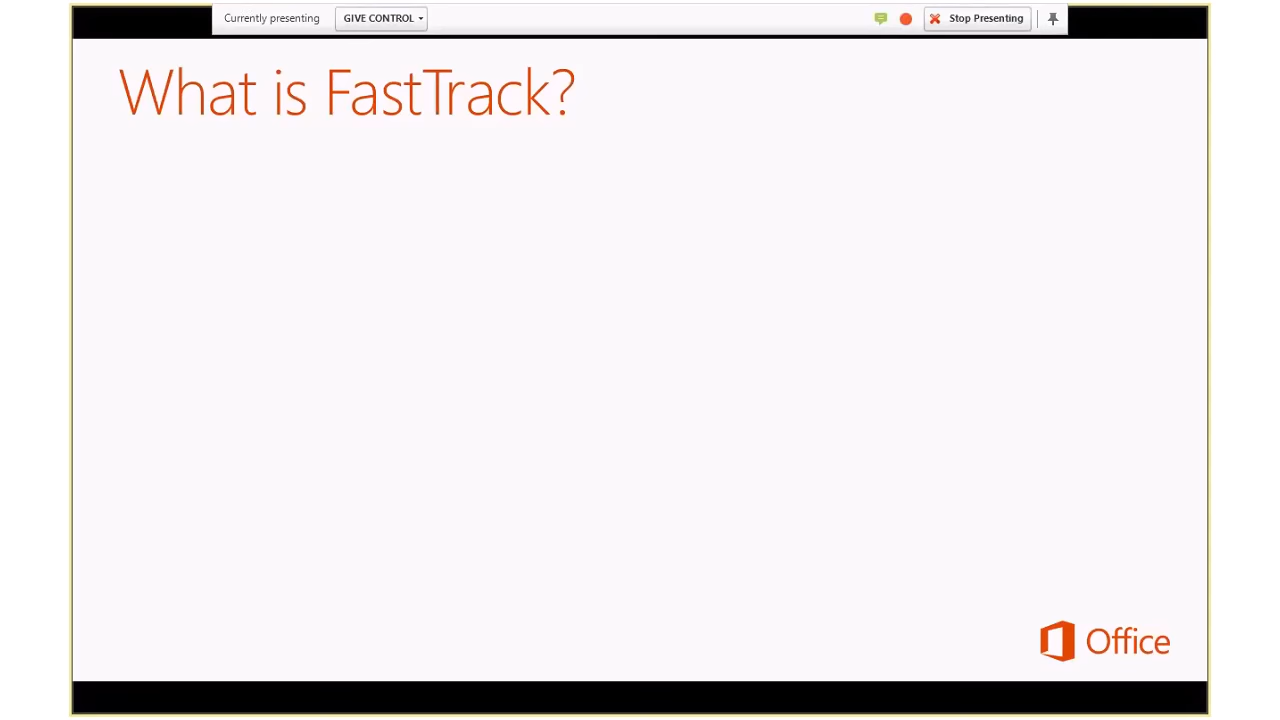 Currently presenting GIVE CONTROL Stop Presenting
What is FastTrack?
Office